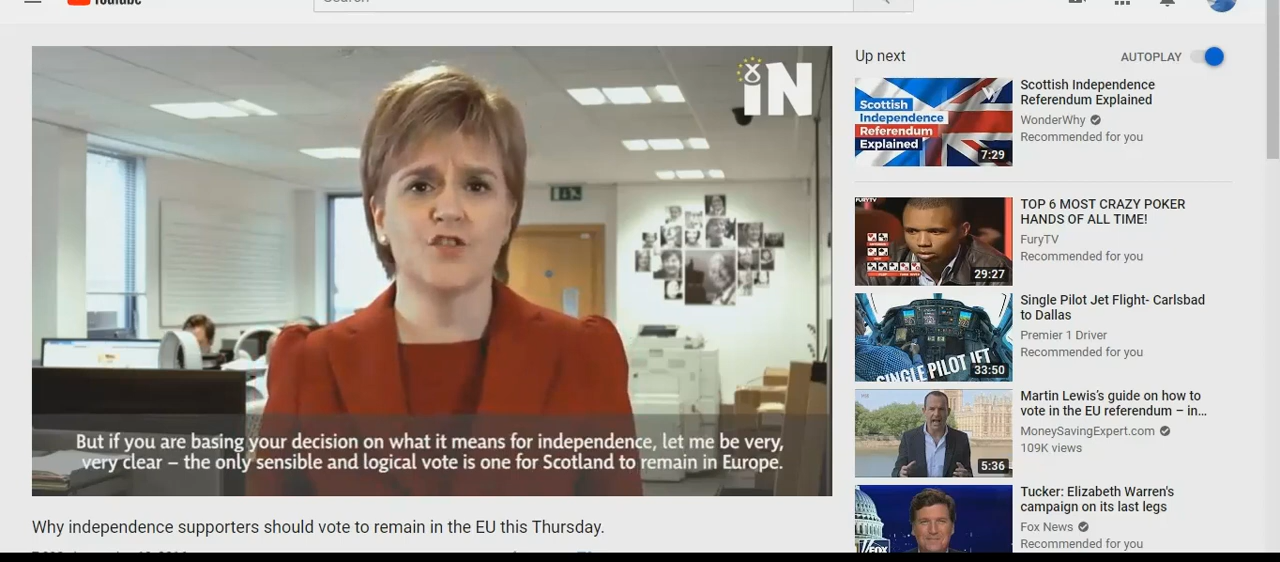 YouTube
Search
iN
But if you are basing your decision on what it means for independence, let me be very,
very clear – the only sensible and logical vote is one for Scotland to remain in Europe.
Why independence supporters should vote to remain in the EU this Thursday.
Up next
AUTOPLAY
Scottish
Independence
Referendum
Explained
7:29
Scottish Independence
Referendum Explained
WonderWhy
Recommended for you
FURYTV
29:27
TOP 6 MOST CRAZY POKER
HANDS OF ALL TIME!
FuryTV
Recommended for you
SINGLE PILOT JET
33:50
Single Pilot Jet Flight- Carlsbad
to Dallas
Premier 1 Driver
Recommended for you
5:36
Martin Lewis's guide on how to
vote in the EU referendum – in...
MoneySavingExpert.com
109K views
FOX
Tucker: Elizabeth Warren's
campaign on its last legs
Fox News
Recommended for you